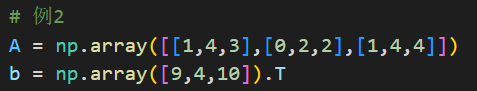 # 例2
A = np.array([[1,4,3],[0,2,2],[1,4,4]])
b = np.array([9,4,10]).T